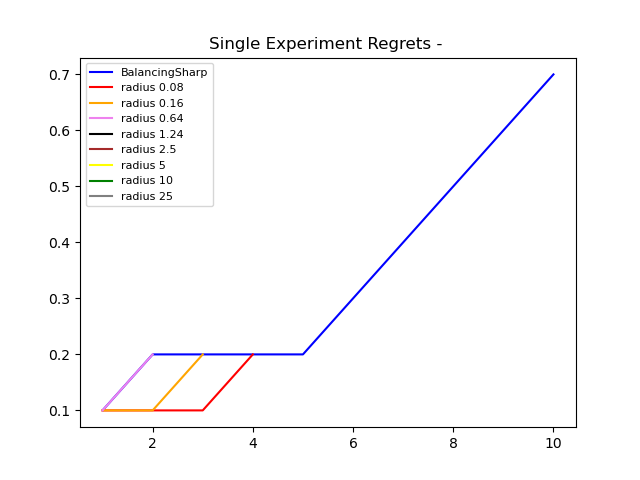 Single Experiment Regrets -
BalancingSharp
radius 0.08
radius 0.16
radius 0.64
radius 1.24
radius 2.5
radius 5
radius 10
radius 25
0.7
0.6
0.5
0.4
0.3
0.2
0.1
2 4 6 8 10